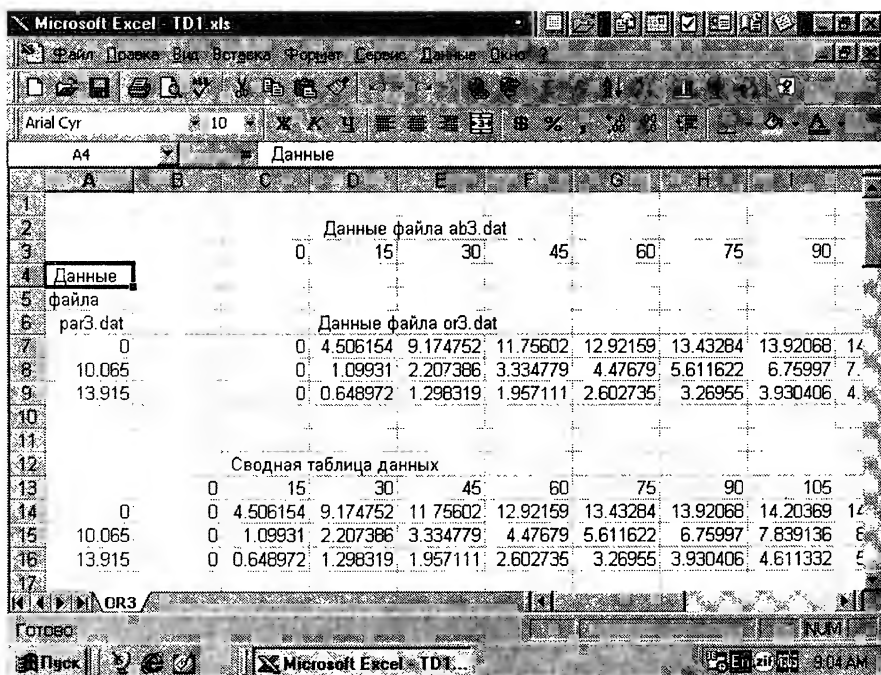 Microsoft Excel - TD1.xls
Файл Правка Вид Вставка Формат Сервис Данные Окно ?
Arial Cyr 10 Ж К Ч %
A4 = Данные
A B C D E F G H I
1
2 Данные файла ab3.dat
3 0 15 30 45 60 75 90
4 Данные
5 файла
6 par3.dat Данные файла or3.dat
7 0 0 4.506154 9.174752 11.75602 12.92159 13.43284 13.92068 14
8 10.065 0 1.09931 2.207386 3.334779 4.47679 5.611622 6.75997 7.
9 13.915 0 0.648972 1.298319 1.957111 2.602735 3.26955 3.930406 4.
10
11
12 Сводная таблица данных
13 0 15 30 45 60 75 90 105
14 0 0 4.506154 9.174752 11.75602 12.92159 13.43284 13.92068 14.20369 14
15 10.065 0 1.09931 2.207386 3.334779 4.47679 5.611622 6.75997 7.839136
16 13.915 0 0.648972 1.298319 1.957111 2.602735 3.26955 3.930406 4.611332 5.
17
OR3
Готово NUM
Пуск Microsoft Excel - TD1... En zif 9:04 AM